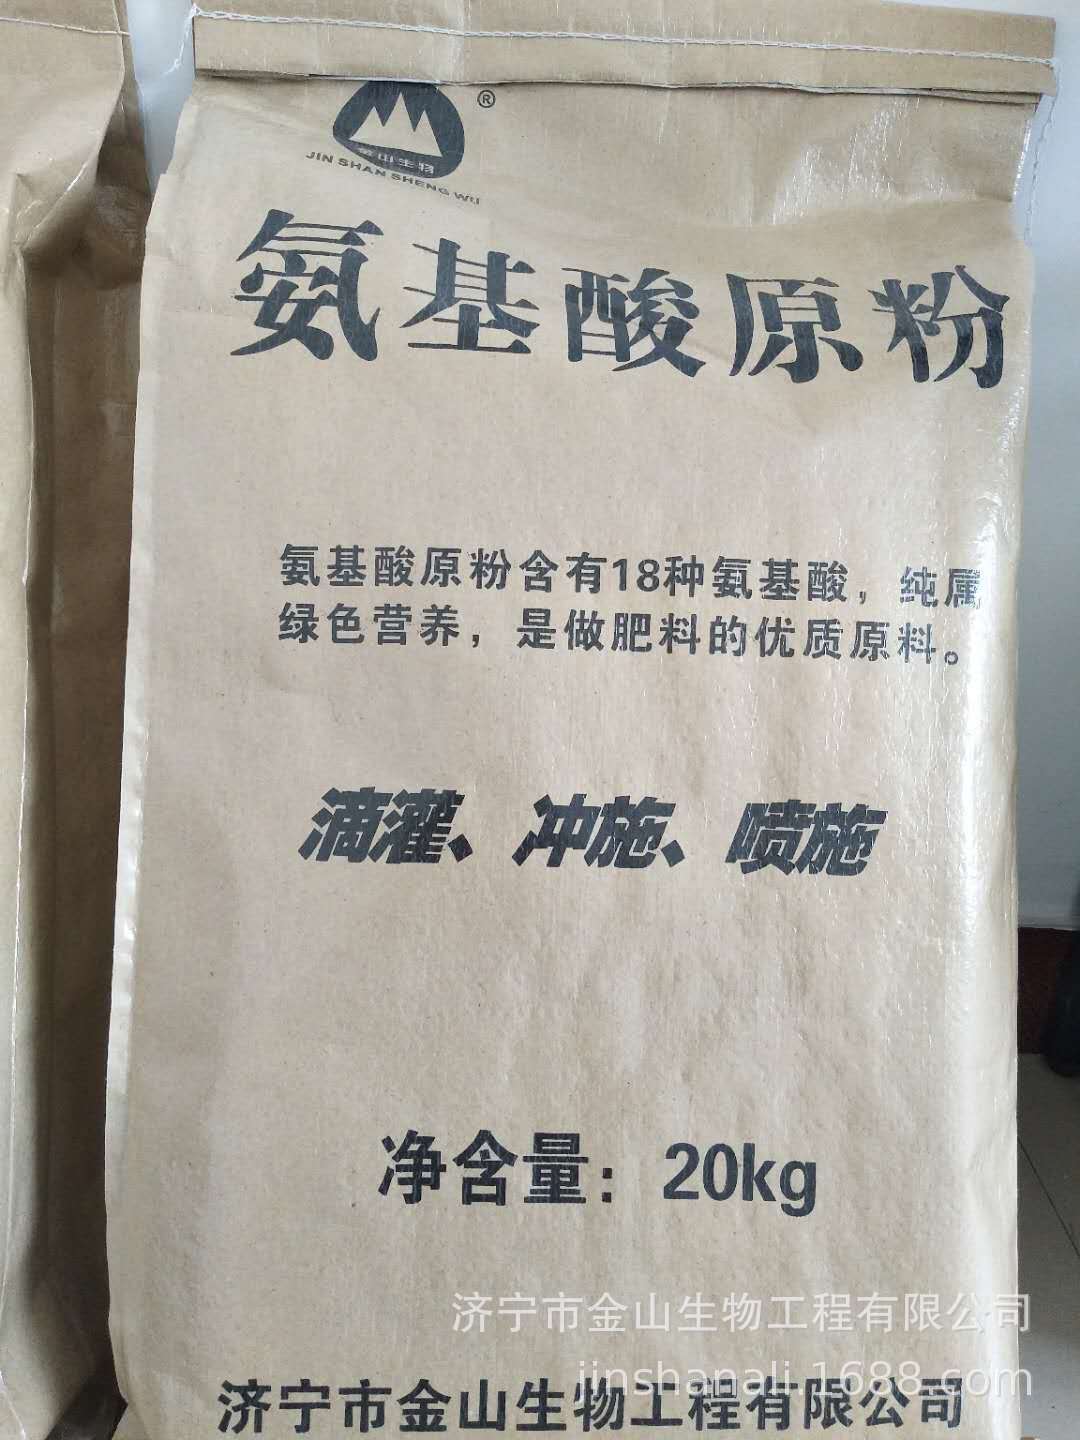 ®
金山生物
JIN SHAN SHENG WU
氨基酸原粉
氨基酸原粉含有18种氨基酸，纯属
绿色营养，是做肥料的优质原料。
滴灌、冲施、喷施
净含量：20kg
济宁市金山生物工程有限公司
jinshanali.1688.com
济宁市金山生物工程有限公司